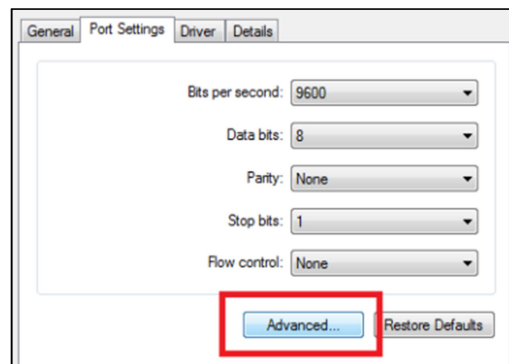 General Port Settings Driver Details
Bits per second: 9600
Data bits: 8
Parity: None
Stop bits: 1
Flow control: None
Advanced... Restore Defaults